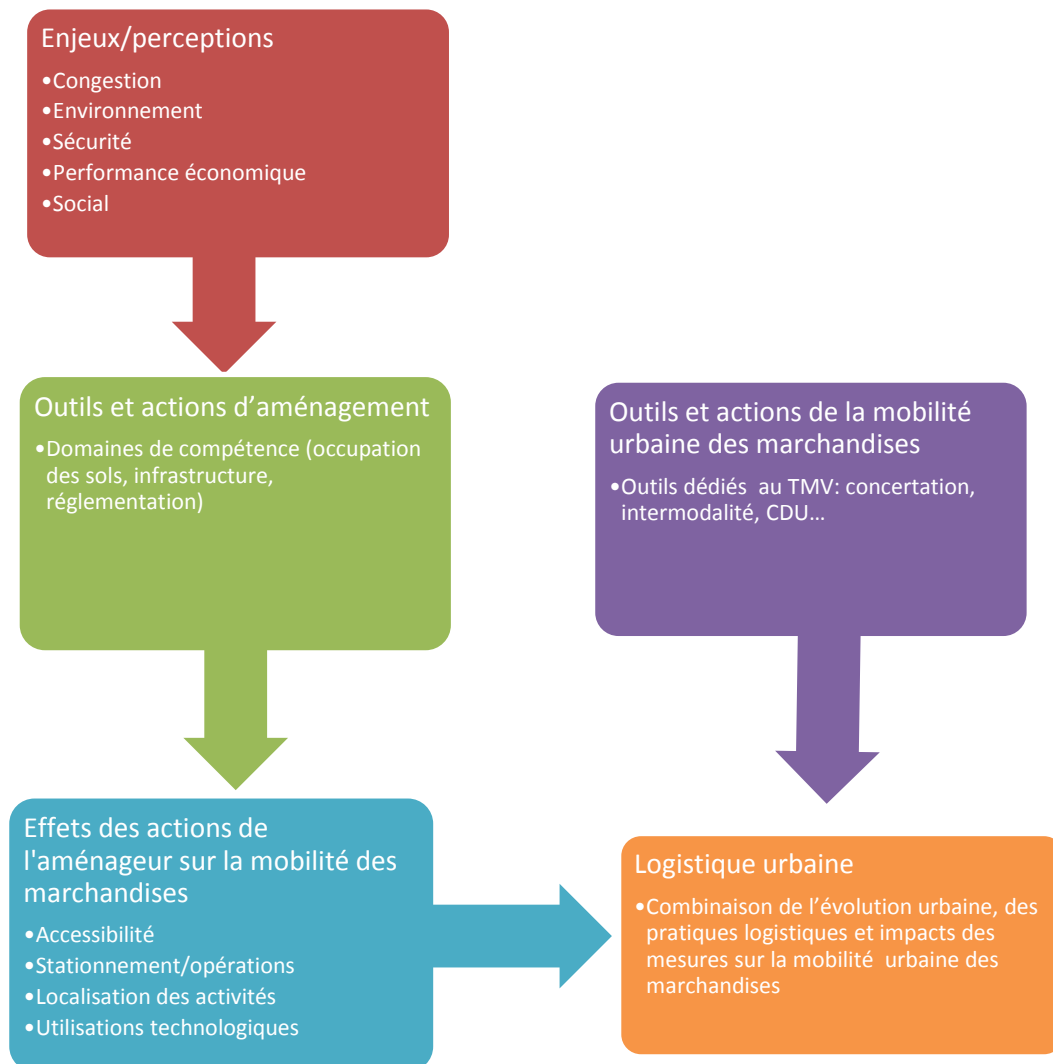 Enjeux/perceptions
•Congestion
•Environnement
•Sécurité
•Performance économique
•Social
Outils et actions d’aménagement
•Domaines de compétence (occupation
des sols, infrastructure,
réglementation)
Outils et actions de la mobilité
urbaine des marchandises
•Outils dédiés au TMV: concertation,
intermodalité, CDU…
Effets des actions de
l'aménageur sur la mobilité des
marchandises
•Accessibilité
•Stationnement/opérations
•Localisation des activités
•Utilisations technologiques
Logistique urbaine
•Combinaison de l’évolution urbaine, des
pratiques logistiques et impacts des
mesures sur la mobilité urbaine des
marchandises